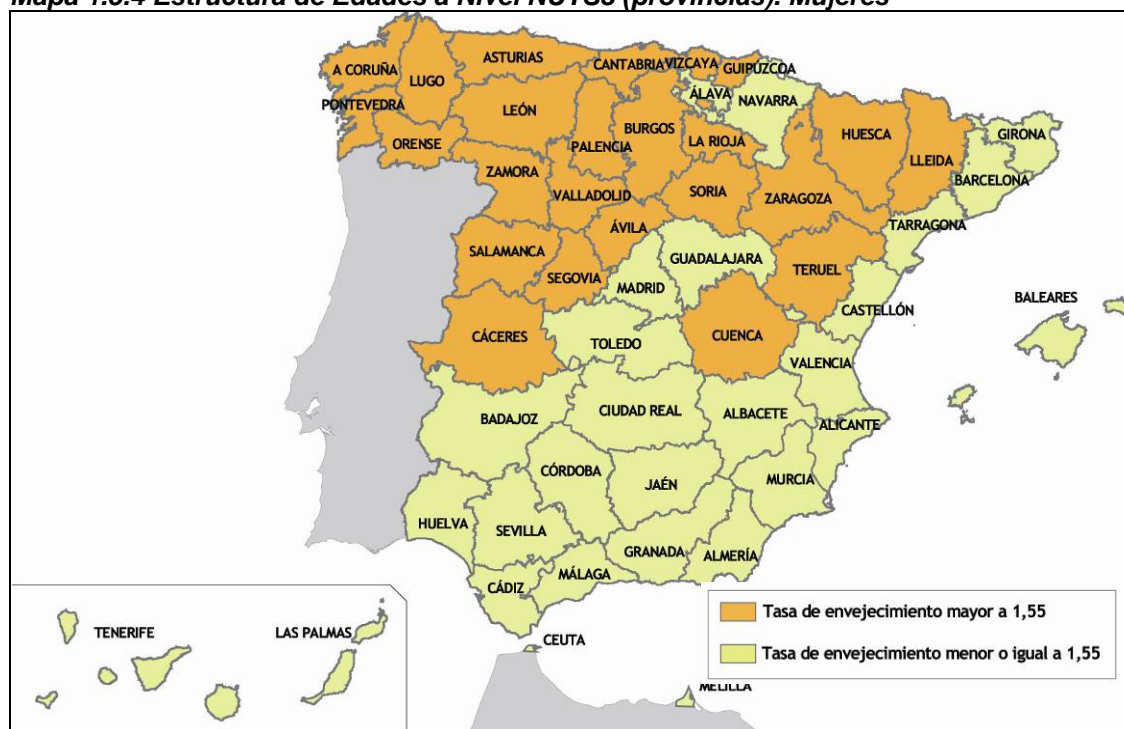 Mapa 1.3.4 Estructura de Edades a Nivel NUTS3 (provincias). Mujeres
A CORUÑA
LUGO
ASTURIAS
CANTABRIA
VIZCAYA
GUIPÚZCOA
PONTEVEDRA
ORENSE
LEÓN
PALENCIA
BURGOS
ÁLAVA
NAVARRA
LA RIOJA
HUESCA
LLEIDA
GIRONA
BARCELONA
ZAMORA
VALLADOLID
SORIA
ZARAGOZA
TARRAGONA
SALAMANCA
ÁVILA
SEGOVIA
GUADALAJARA
MADRID
TERUEL
CASTELLÓN
BALEARES
CÁCERES
TOLEDO
CUENCA
VALENCIA
BADAJOZ
CIUDAD REAL
ALBACETE
ALICANTE
CÓRDOBA
JAÉN
MURCIA
HUELVA
SEVILLA
GRANADA
ALMERÍA
CÁDIZ
MÁLAGA
CEUTA
MELILLA
TENERIFE
LAS PALMAS
Tasa de envejecimiento mayor a 1,55
Tasa de envejecimiento menor o igual a 1,55